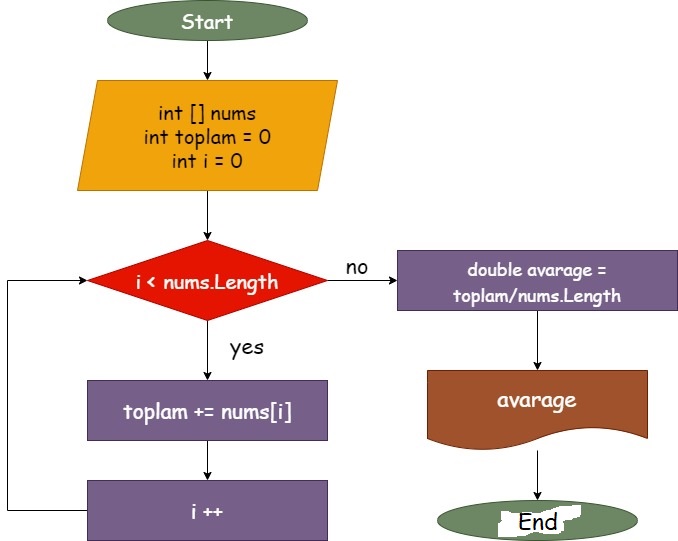 Start
int [] nums
int toplam = 0
int i = 0
i < nums.Length
no
yes
toplam += nums[i]
i ++
double avarage =
toplam/nums.Length
avarage
End